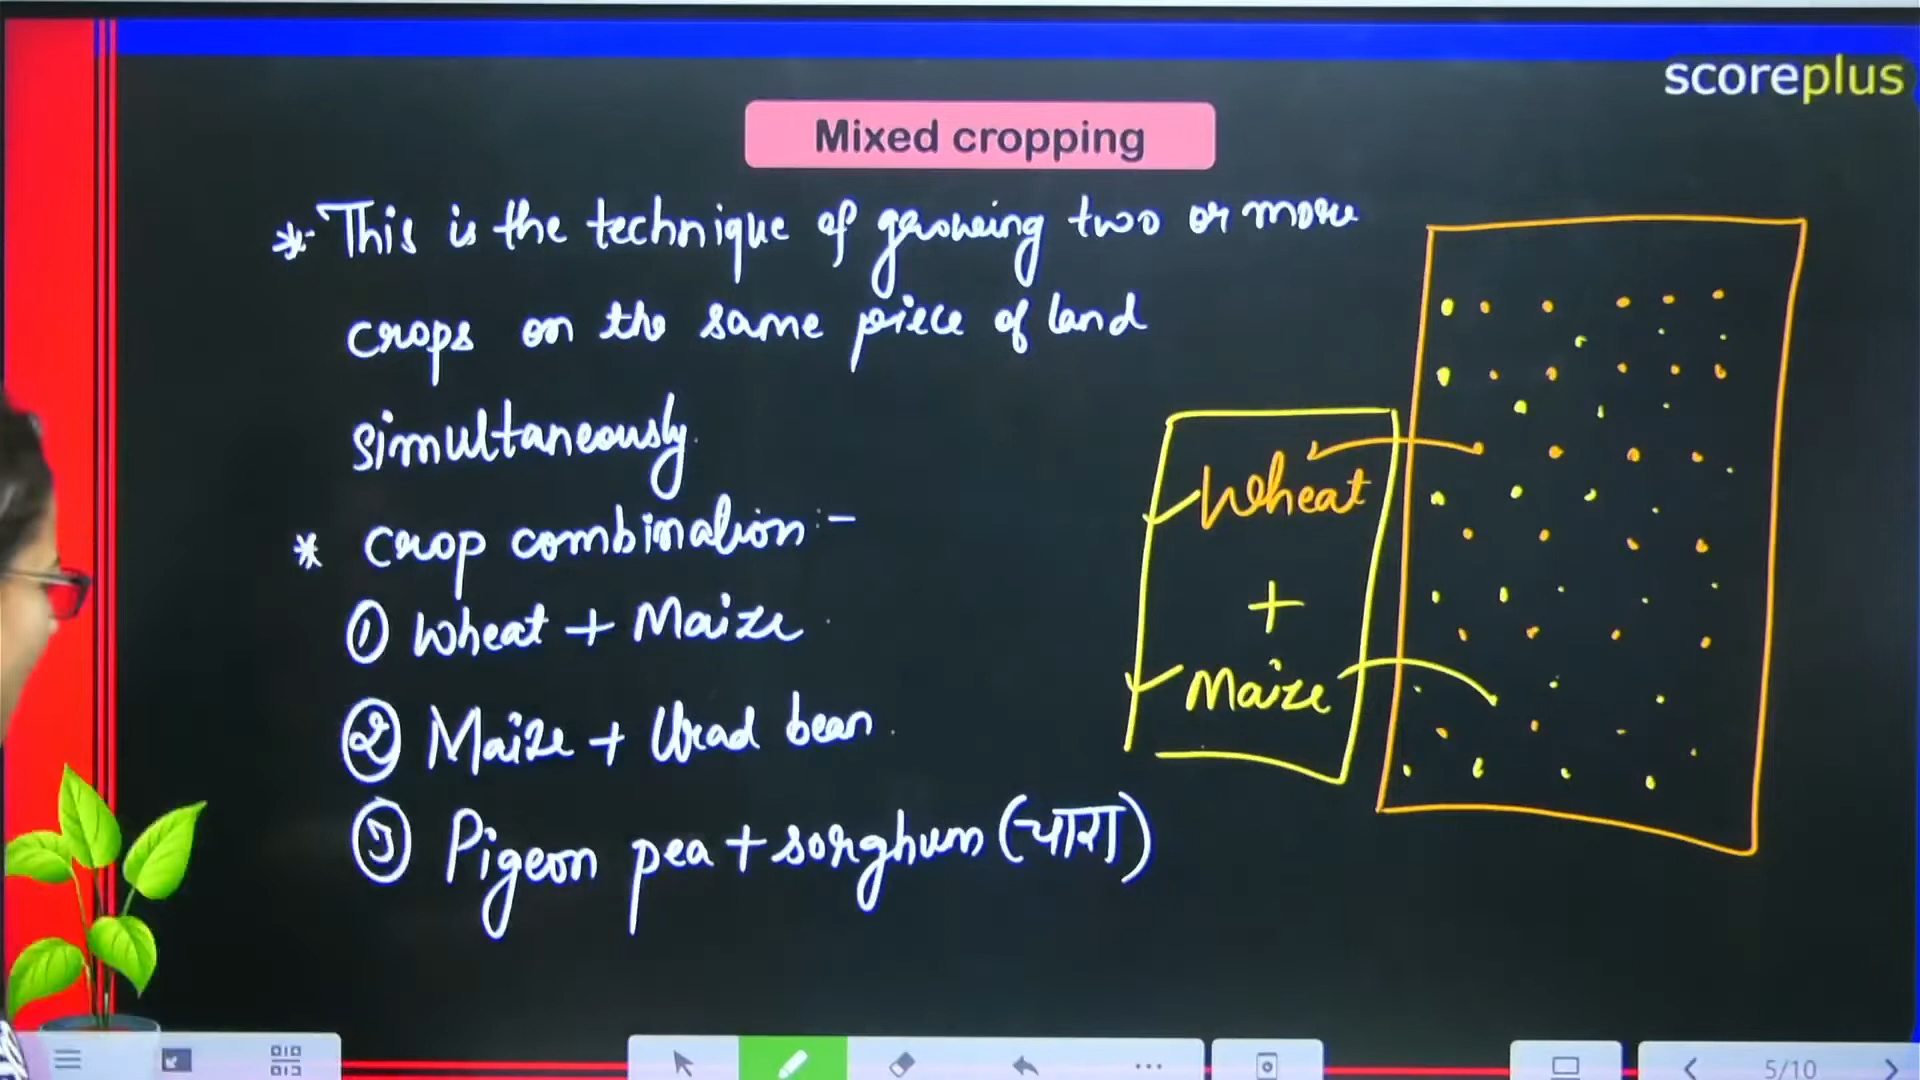 scoreplus
Mixed cropping
* This is the technique of growing two or more
crops on the same piece of land
simultaneously.
* Crop combination :-
① Wheat + Maize
② Maize + Urad bean
③ Pigeon pea + sorghum (चारा)
Wheat
+
Maize
5/10